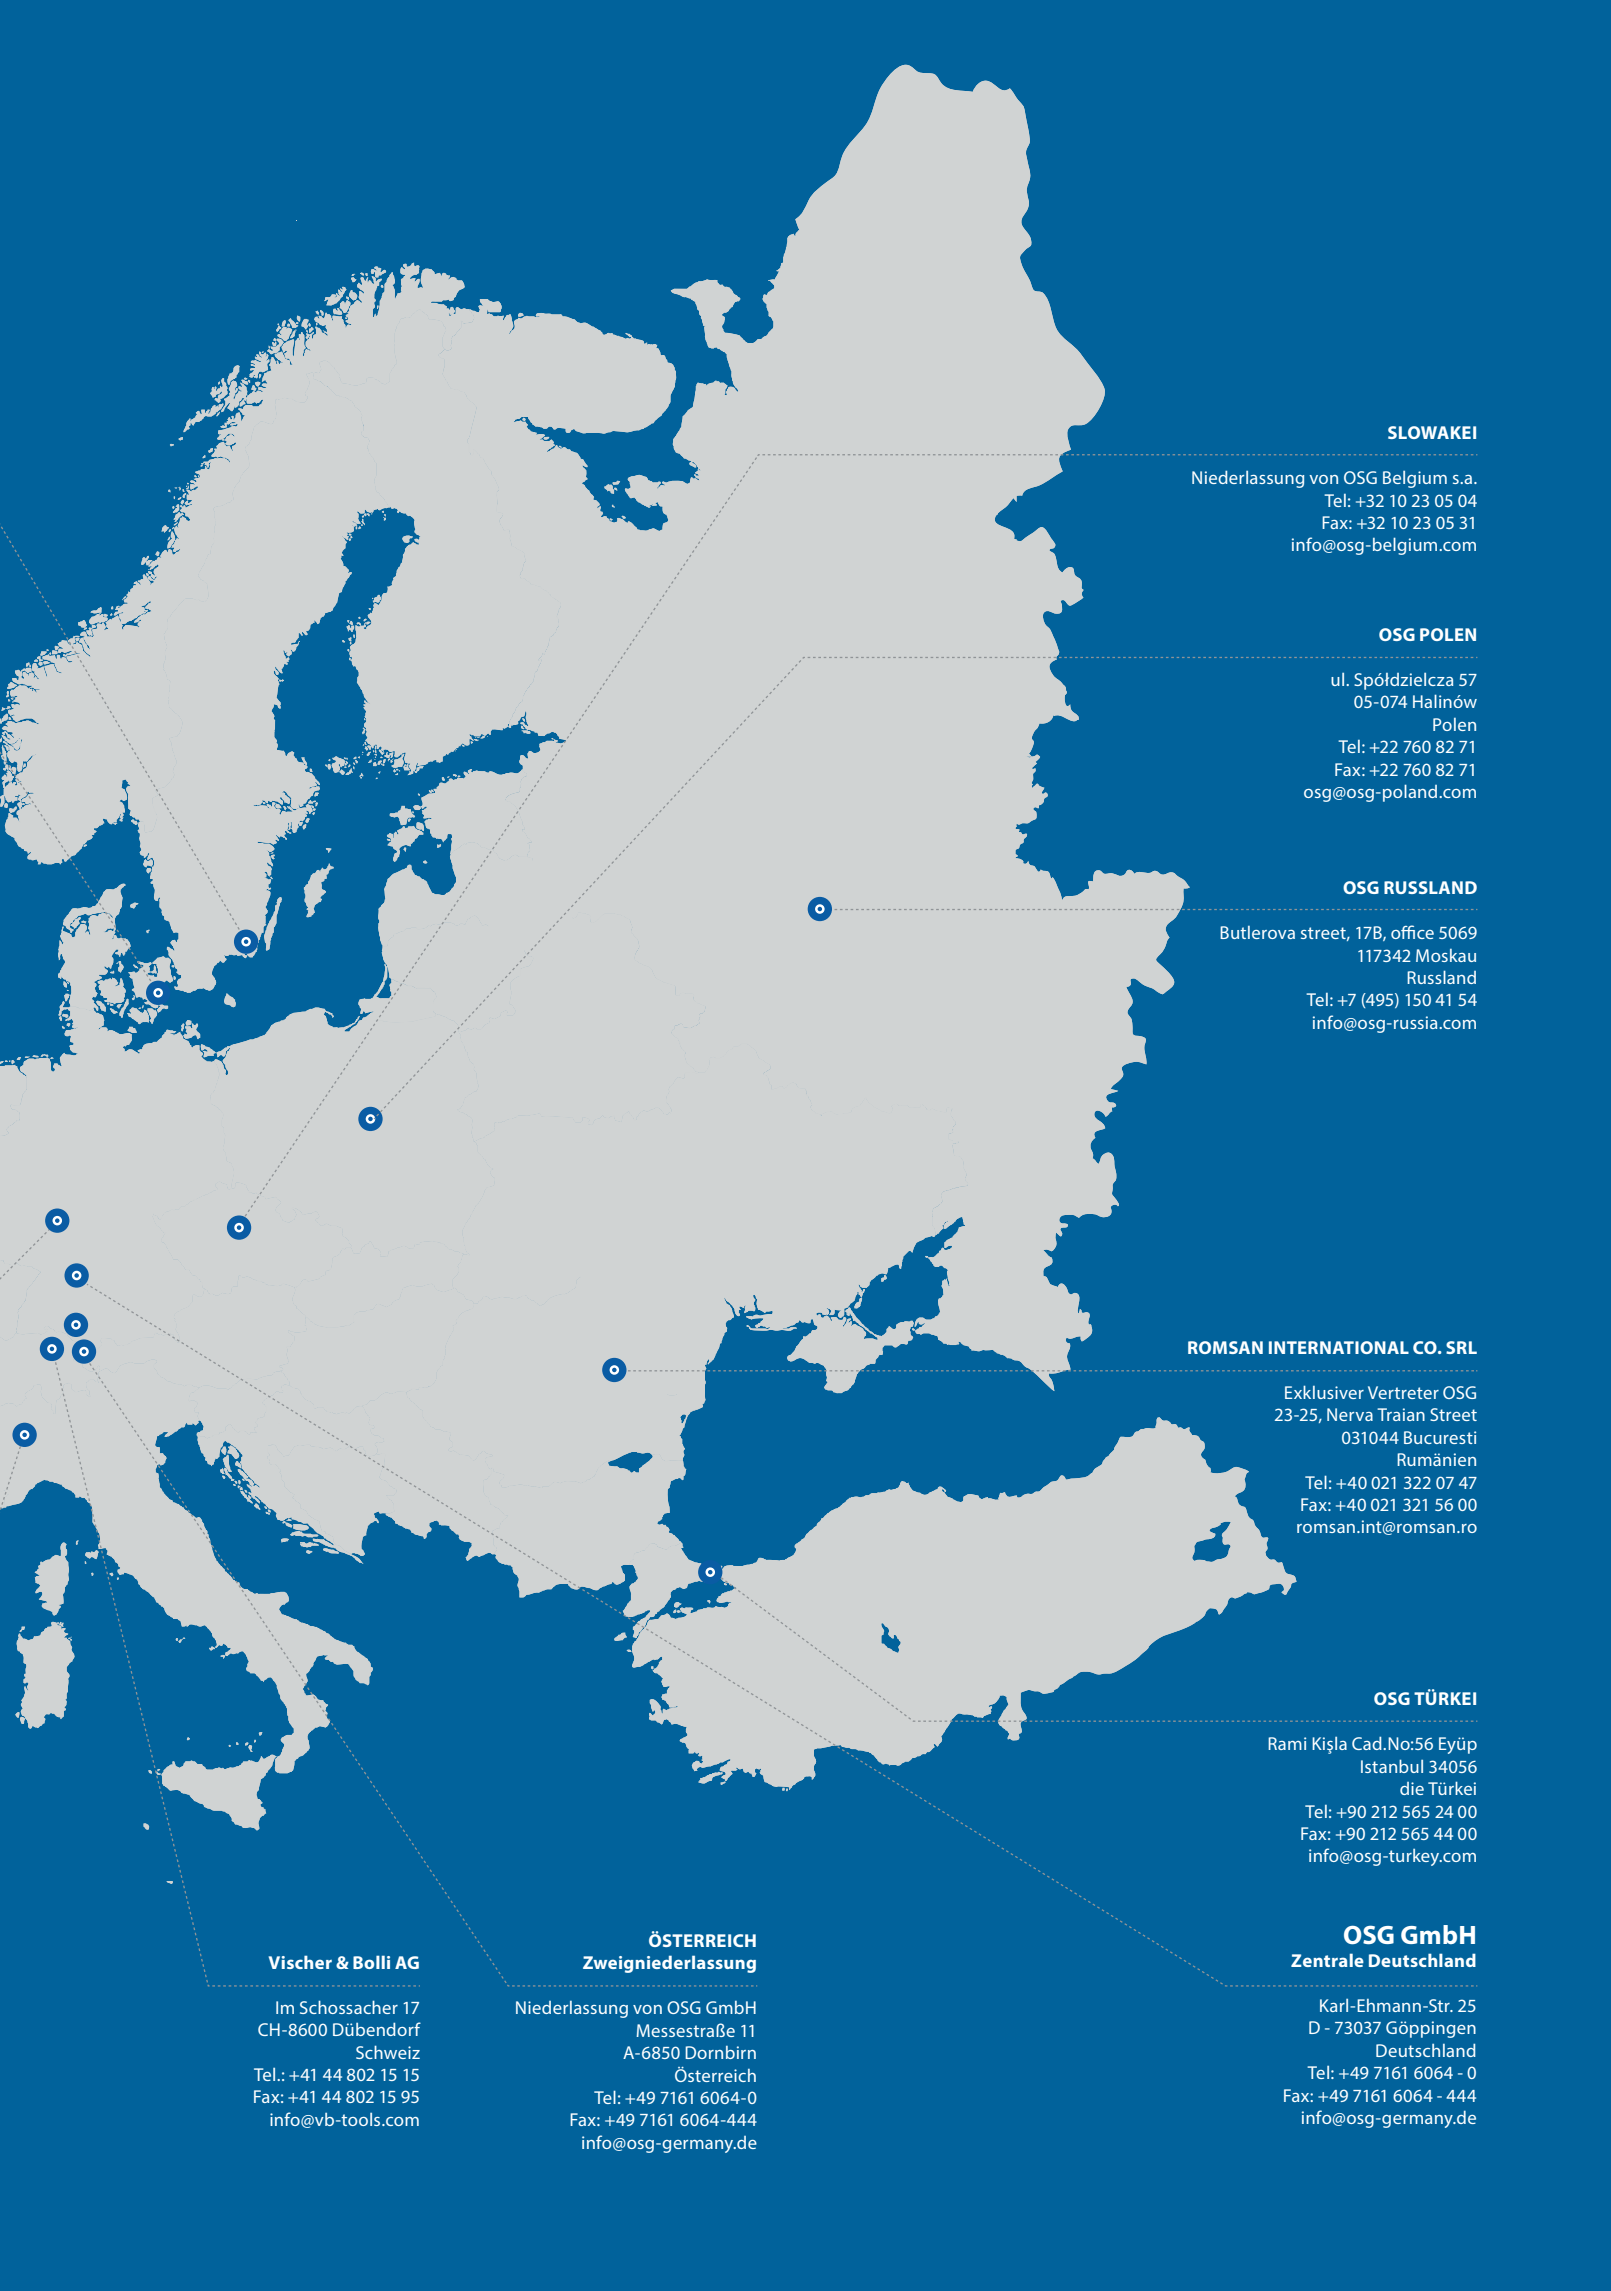 SLOWAKEI
Niederlassung von OSG Belgium s.a.
Tel: +32 10 23 05 04
Fax: +32 10 23 05 31
info@osg-belgium.com
OSG POLEN
ul. Spółdzielcza 57
05-074 Halinów
Polen
Tel: +22 760 82 71
Fax: +22 760 82 71
osg@osg-poland.com
OSG RUSSLAND
Butlerova street, 17B, office 5069
117342 Moskau
Russland
Tel: +7 (495) 150 41 54
info@osg-russia.com
ROMSAN INTERNATIONAL CO. SRL
Exklusiver Vertreter OSG
23-25, Nerva Traian Street
031044 Bucuresti
Rumänien
Tel: +40 021 322 07 47
Fax: +40 021 321 56 00
romsan.int@romsan.ro
OSG TÜRKEI
Rami Kişla Cad.No:56 Eyüp
Istanbul 34056
die Türkei
Tel: +90 212 565 24 00
Fax: +90 212 565 44 00
info@osg-turkey.com
Vischer & Bolli AG
Im Schossacher 17
CH-8600 Dübendorf
Schweiz
Tel.: +41 44 802 15 15
Fax: +41 44 802 15 95
info@vb-tools.com
ÖSTERREICH
Zweigniederlassung
Niederlassung von OSG GmbH
Messestraße 11
A-6850 Dornbirn
Österreich
Tel: +49 7161 6064-0
Fax: +49 7161 6064-444
info@osg-germany.de
OSG GmbH
Zentrale Deutschland
Karl-Ehmann-Str. 25
D - 73037 Göppingen
Deutschland
Tel: +49 7161 6064 - 0
Fax: +49 7161 6064 - 444
info@osg-germany.de